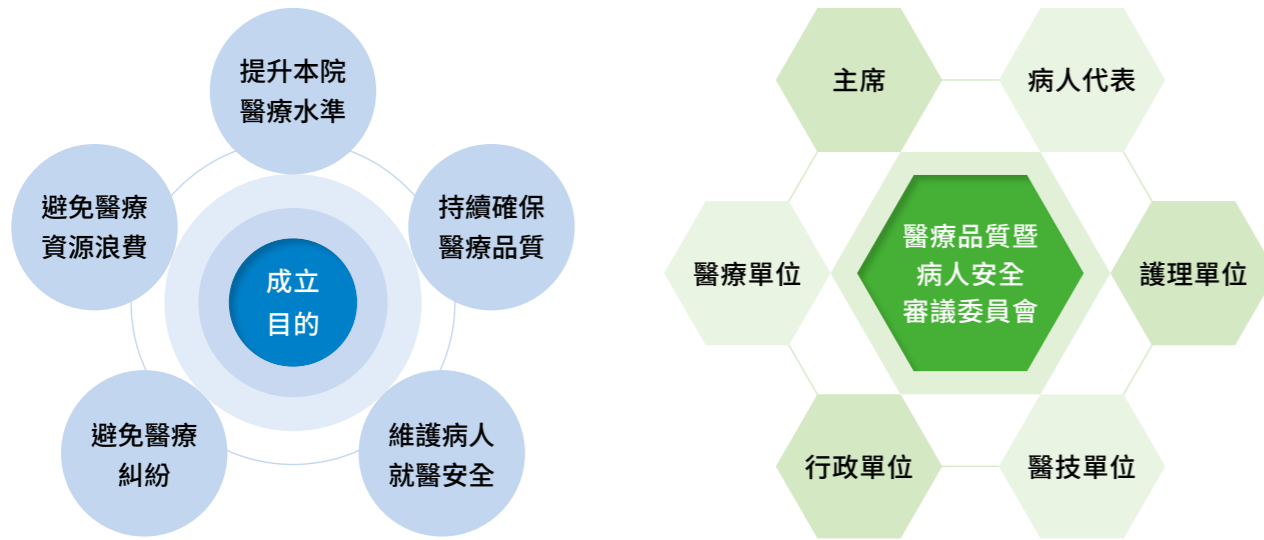 提升本院
醫療水準
避免醫療
資源浪費
持續確保
醫療品質
成立
目的
避免醫療
糾紛
維護病人
就醫安全
主席
病人代表
醫療單位
醫療品質暨
病人安全
審議委員會
護理單位
行政單位
醫技單位